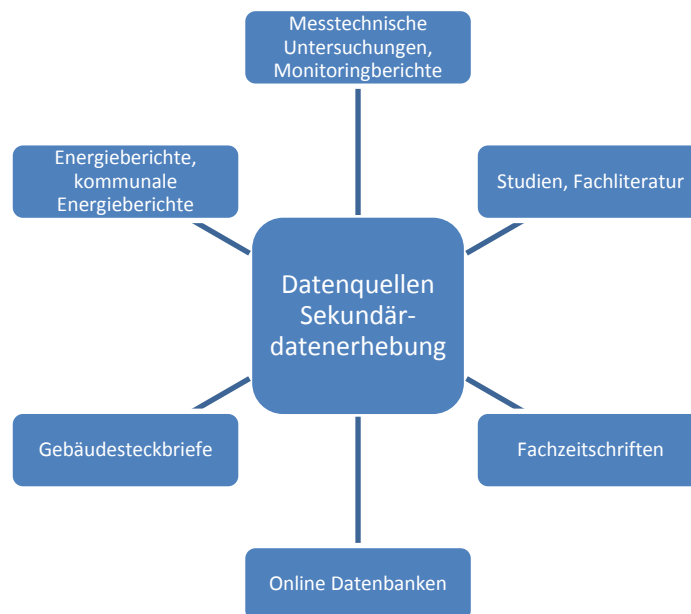 Messtechnische
Untersuchungen,
Monitoringberichte
Energieberichte,
kommunale
Energieberichte
Studien, Fachliteratur
Datenquellen
Sekundär-
datenerhebung
Gebäudesteckbriefe
Fachzeitschriften
Online Datenbanken